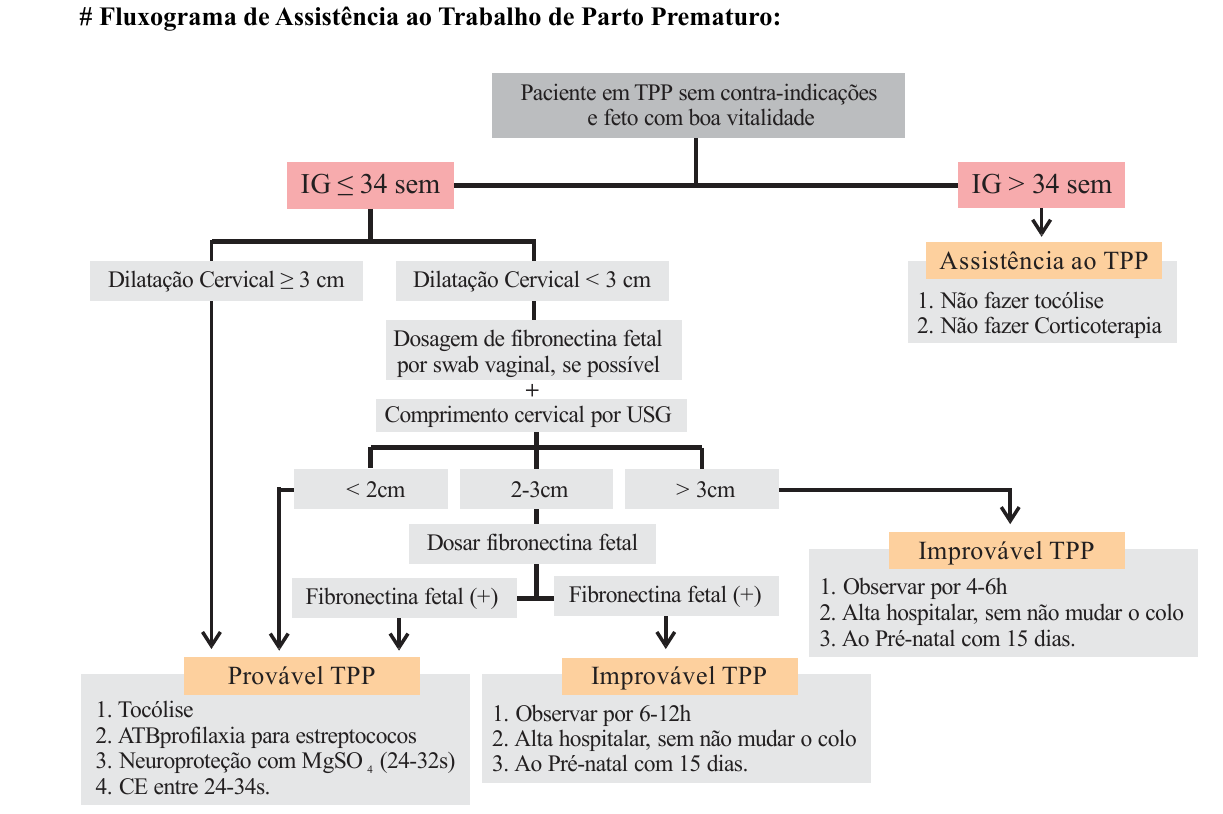 # Fluxograma de Assistência ao Trabalho de Parto Prematuro:
Paciente em TPP sem contra-indicações
e feto com boa vitalidade
IG ≤ 34 sem
IG > 34 sem
Assistência ao TPP
1. Não fazer tocólise
2. Não fazer Corticoterapia
Dilatação Cervical ≥ 3 cm
Dilatação Cervical < 3 cm
Dosagem de fibronectina fetal
por swab vaginal, se possível
+
Comprimento cervical por USG
< 2cm
2-3cm
> 3cm
Dosar fibronectina fetal
Fibronectina fetal (+)
Fibronectina fetal (+)
Improvável TPP
1. Observar por 4-6h
2. Alta hospitalar, sem não mudar o colo
3. Ao Pré-natal com 15 dias.
Provável TPP
1. Tocólise
2. ATBprofilaxia para estreptococos
3. Neuroproteção com MgSO₄ (24-32s)
4. CE entre 24-34s.
Improvável TPP
1. Observar por 6-12h
2. Alta hospitalar, sem não mudar o colo
3. Ao Pré-natal com 15 dias.